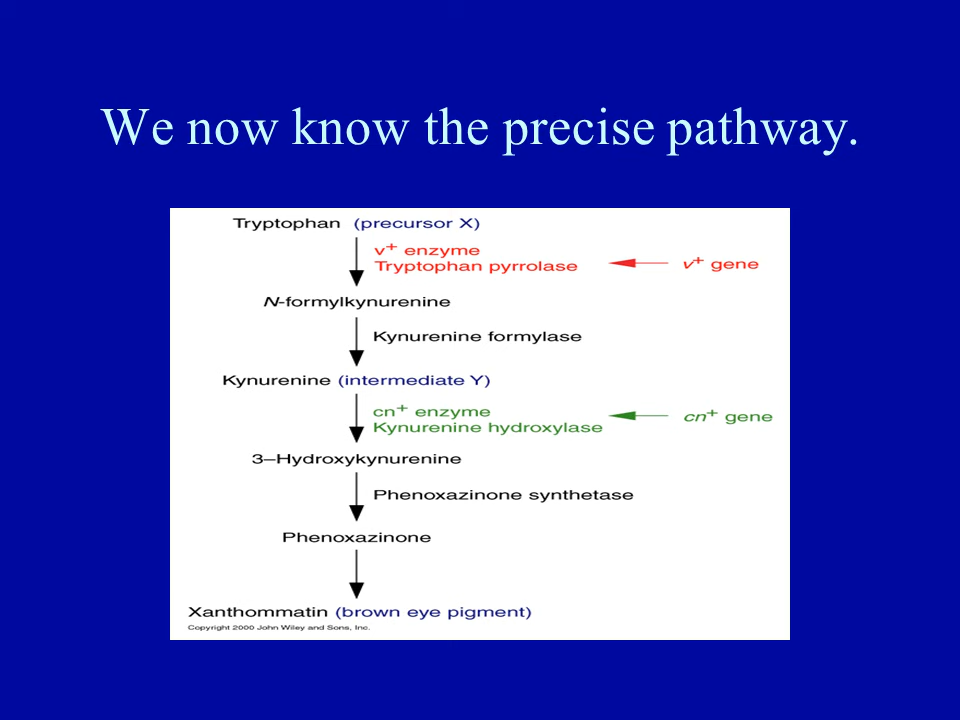 We now know the precise pathway.
Tryptophan (precursor X)
v+ enzyme
Tryptophan pyrrolase
v+ gene
N-formylkynurenine
Kynurenine formylase
Kynurenine (intermediate Y)
cn+ enzyme
Kynurenine hydroxylase
cn+ gene
3–Hydroxykynurenine
Phenoxazinone synthetase
Phenoxazinone
Xanthommatin (brown eye pigment)
Copyright 2000 John Wiley and Sons, Inc.